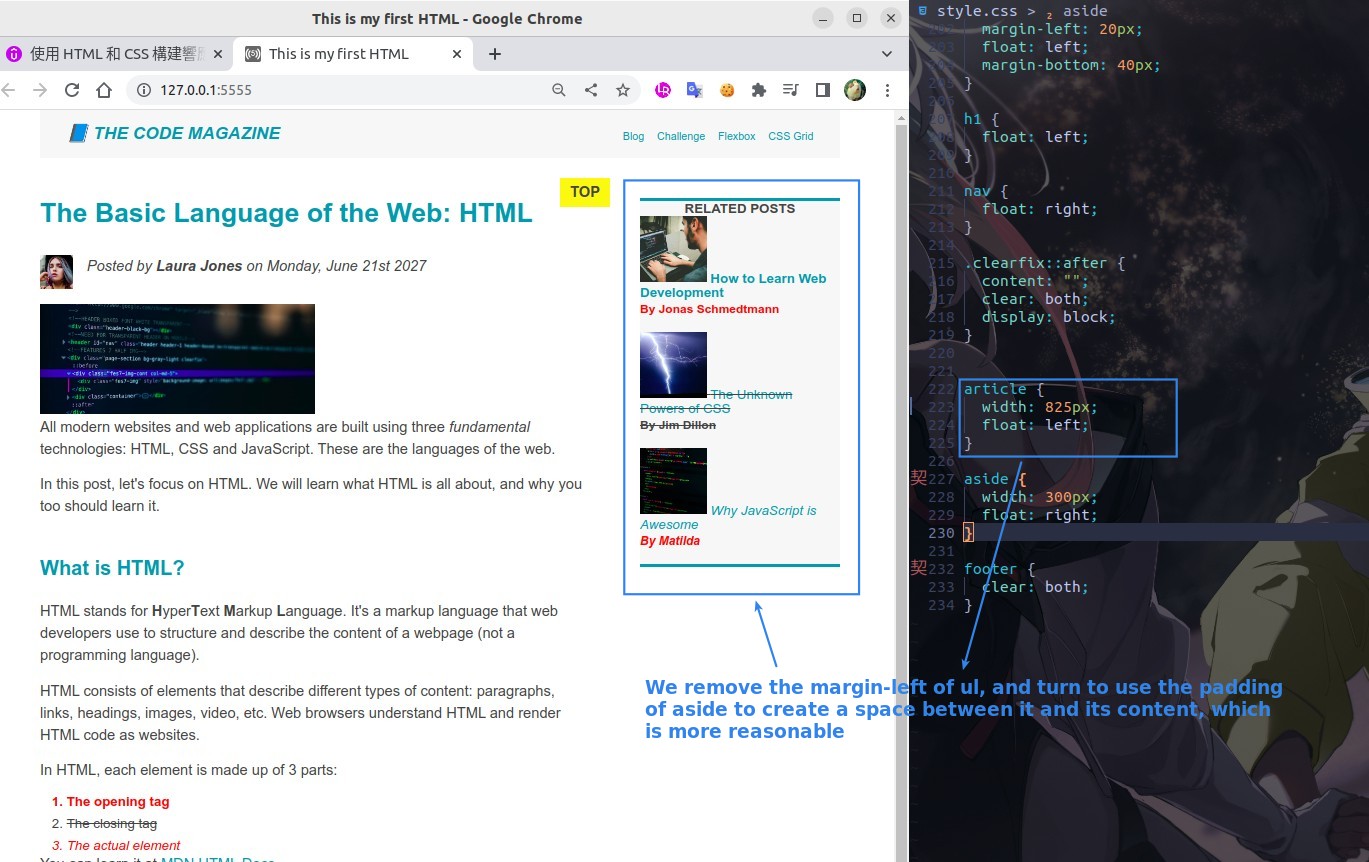 This is my first HTML - Google Chrome
使用 HTML 和 CSS 構建響應
This is my first HTML
127.0.0.1:5555
THE CODE MAGAZINE
Blog Challenge Flexbox CSS Grid
TOP
The Basic Language of the Web: HTML
Posted by Laura Jones on Monday, June 21st 2027
All modern websites and web applications are built using three fundamental
technologies: HTML, CSS and JavaScript. These are the languages of the web.
In this post, let's focus on HTML. We will learn what HTML is all about, and why you
too should learn it.
What is HTML?
HTML stands for HyperText Markup Language. It's a markup language that web
developers use to structure and describe the content of a webpage (not a
programming language).
HTML consists of elements that describe different types of content: paragraphs,
links, headings, images, video, etc. Web browsers understand HTML and render
HTML code as websites.
In HTML, each element is made up of 3 parts:
1. The opening tag
2. The closing tag
3. The actual element
You can learn it at MDN HTML Docs
RELATED POSTS
How to Learn Web
Development
By Jonas Schmedtmann
The Unknown
Powers of CSS
By Jim Dillon
Why JavaScript is
Awesome
By Matilda
style.css > aside
margin-left: 20px;
float: left;
margin-bottom: 40px;
}
h1 {
float: left;
}
210
211 nav {
212 float: right;
213 }
214
215 .clearfix::after {
216 content: "";
217 clear: both;
218 display: block;
219 }
220
221
222 article {
223 width: 825px;
224 float: left;
225 }
226
契227 aside {
228 width: 300px;
229 float: right;
230 }
231
契232 footer {
233 clear: both;
234 }
We remove the margin-left of ul, and turn to use the padding
of aside to create a space between it and its content, which
is more reasonable